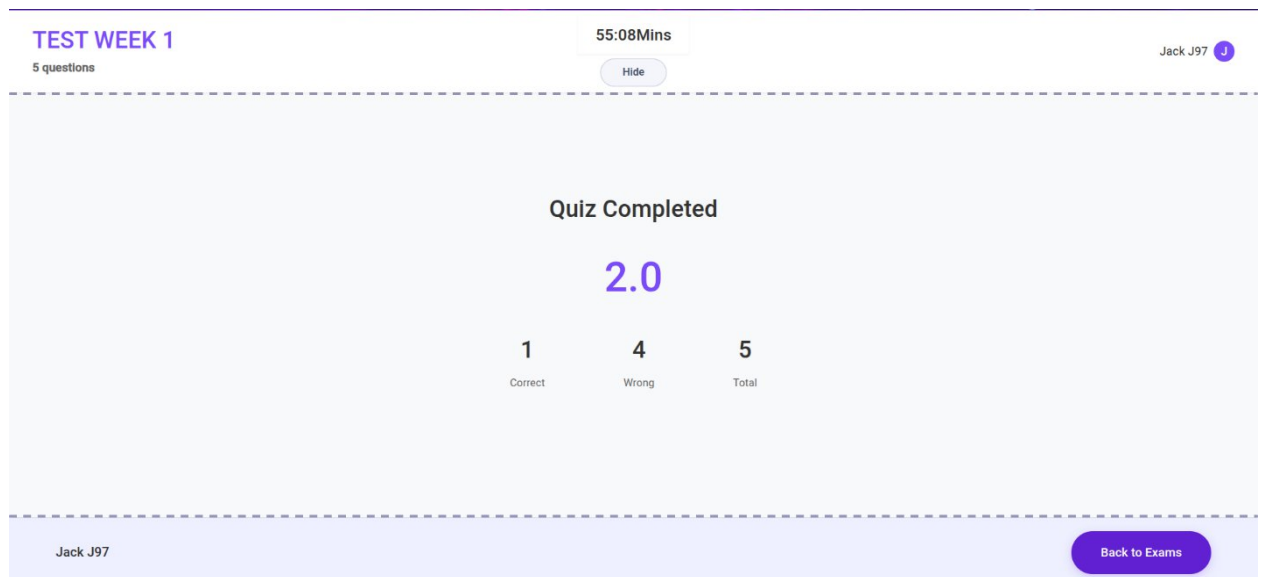 TEST WEEK 1
5 questions
55:08Mins
Hide
Jack J97 J
Quiz Completed
2.0
1 4 5
Correct Wrong Total
Jack J97
Back to Exams